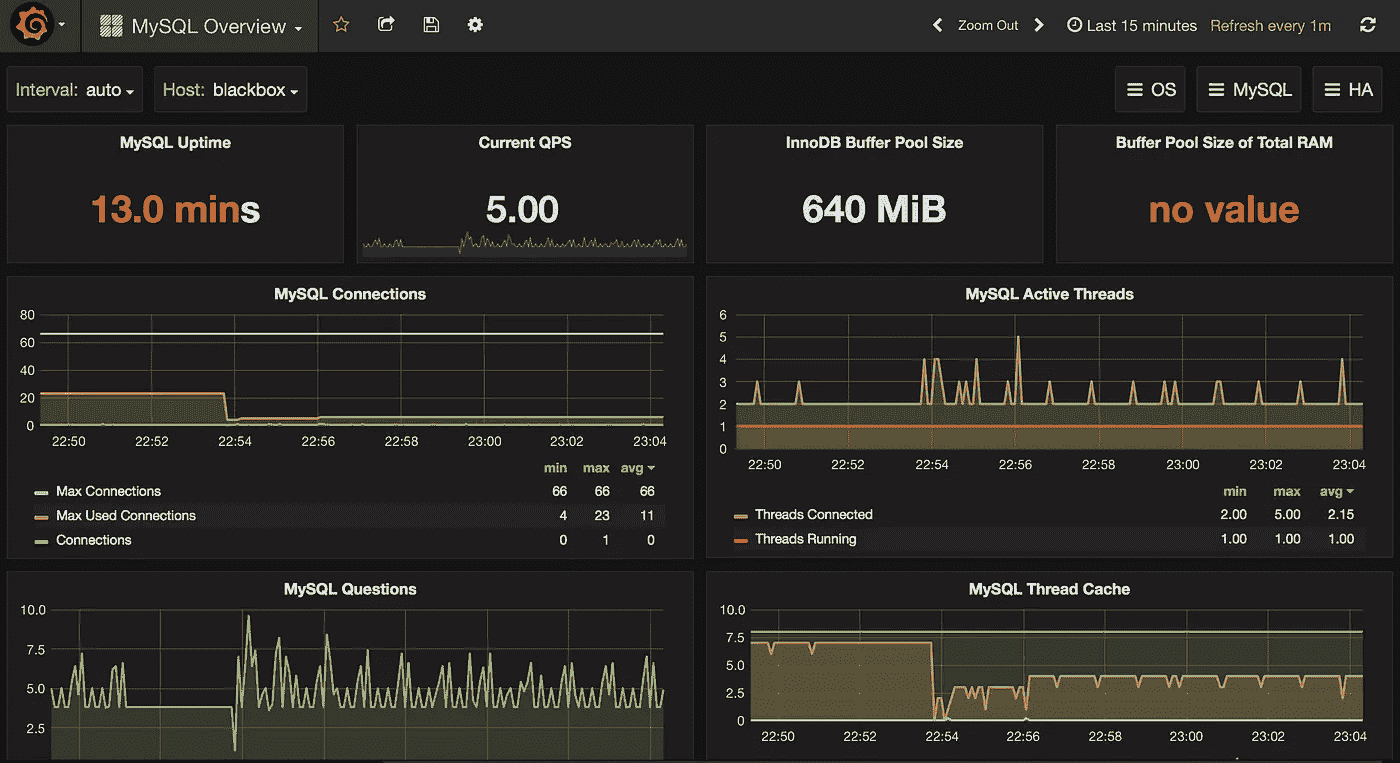 MySQL Overview
Zoom Out
Last 15 minutes
Refresh every 1m
Interval: auto
Host: blackbox
OS
MySQL
HA
MySQL Uptime
13.0 mins
Current QPS
5.00
InnoDB Buffer Pool Size
640 MiB
Buffer Pool Size of Total RAM
no value
MySQL Connections
80
60
40
20
0
22:50 22:52 22:54 22:56 22:58 23:00 23:02 23:04
min max avg
Max Connections 66 66 66
Max Used Connections 4 23 11
Connections 0 1 0
MySQL Active Threads
6
5
4
3
2
1
0
22:50 22:52 22:54 22:56 22:58 23:00 23:02 23:04
min max avg
Threads Connected 2.00 5.00 2.15
Threads Running 1.00 1.00 1.00
MySQL Questions
10.0
7.5
5.0
2.5
MySQL Thread Cache
10.0
7.5
5.0
2.5
0
22:50 22:52 22:54 22:56 22:58 23:00 23:02 23:04